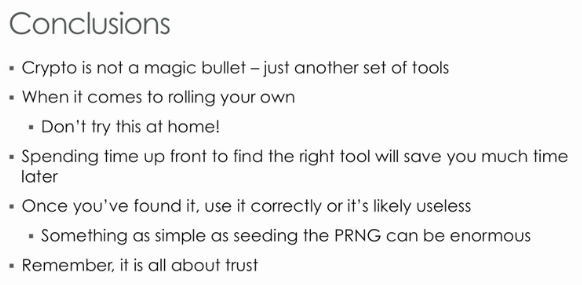 Conclusions
▪ Crypto is not a magic bullet – just another set of tools
▪ When it comes to rolling your own
▪ Don't try this at home!
▪ Spending time up front to find the right tool will save you much time
later
▪ Once you've found it, use it correctly or it's likely useless
▪ Something as simple as seeding the PRNG can be enormous
▪ Remember, it is all about trust